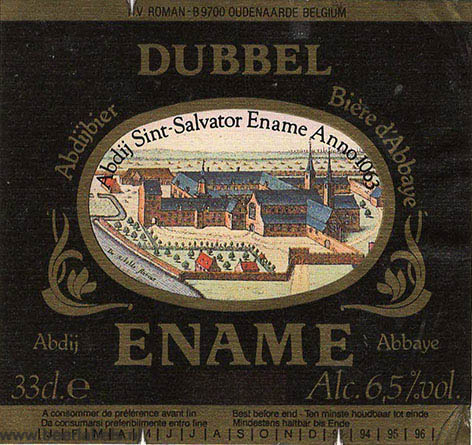 N.V. ROMAN - B 9700 OUDENAARDE BELGIUM
DUBBEL
Abdijbier
Bière d'Abbaye
Abdij Sint-Salvator Ename Anno 1063
Abdij
ENAME
Abbaye
33cl.e
Alc. 6,5% vol.
A consommer de préférence avant fin
Da consumarsi preferibilmente entro fine
Best before end - Ten minste houdbaar tot einde
Mindestens haltbar bis Ende
J | F | M | A | M | J | J | A | S | O | N | D | 93 | 94 | 95 | 96 |